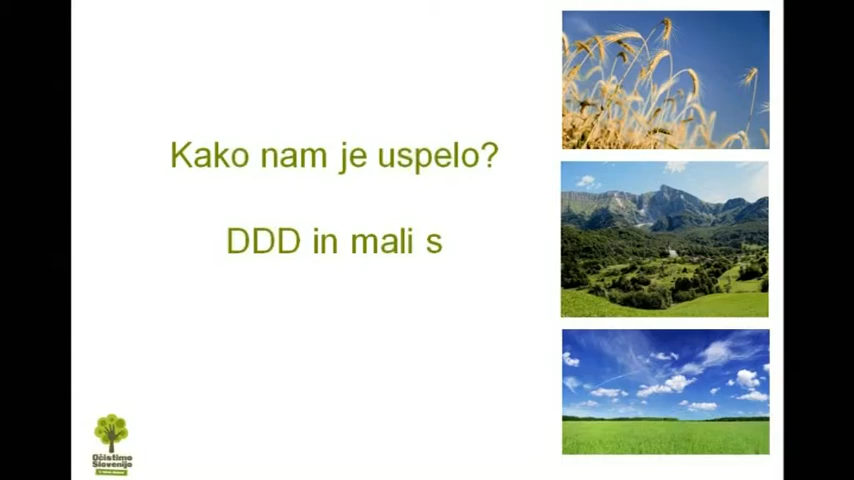 Kako nam je uspelo?
DDD in mali s
Očistimo
Slovenijo